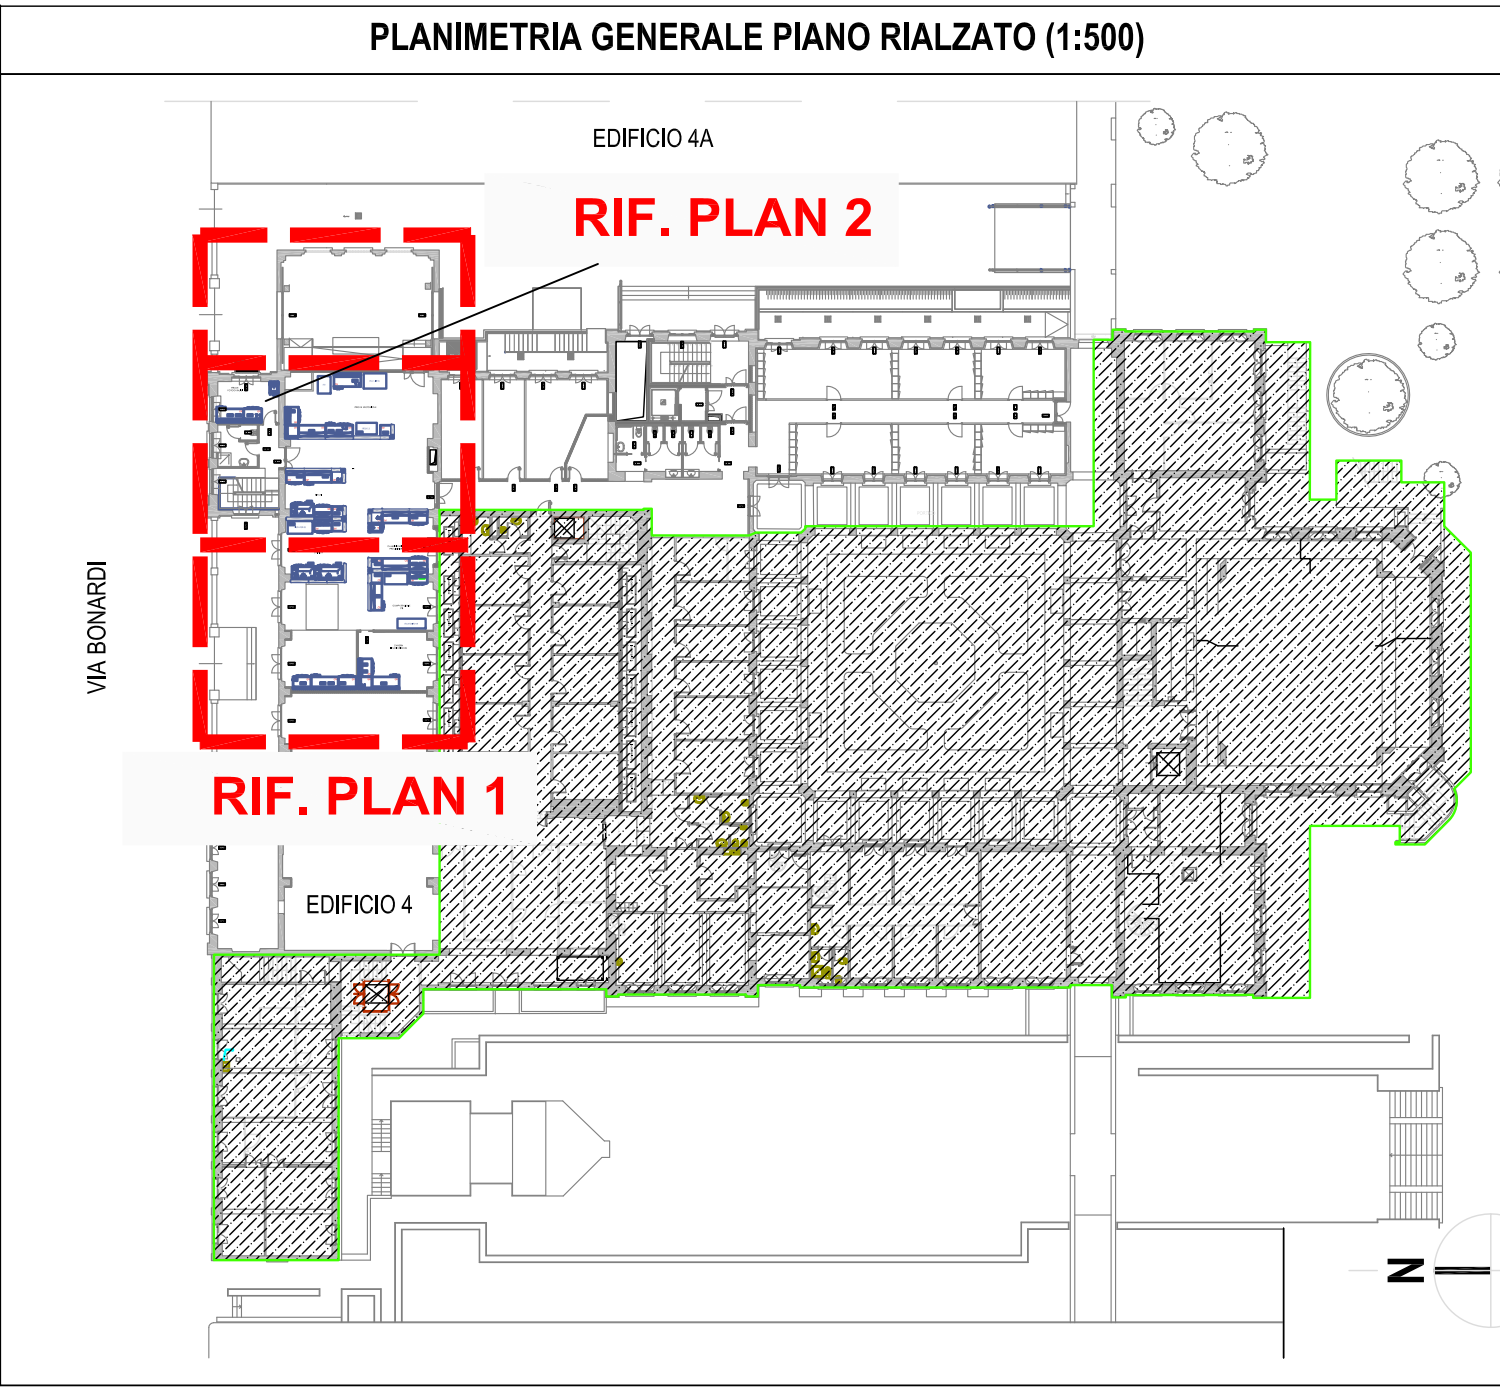 PLANIMETRIA GENERALE PIANO RIALZATO (1:500)
EDIFICIO 4A
RIF. PLAN 2
VIA BONARDI
RIF. PLAN 1
EDIFICIO 4
N